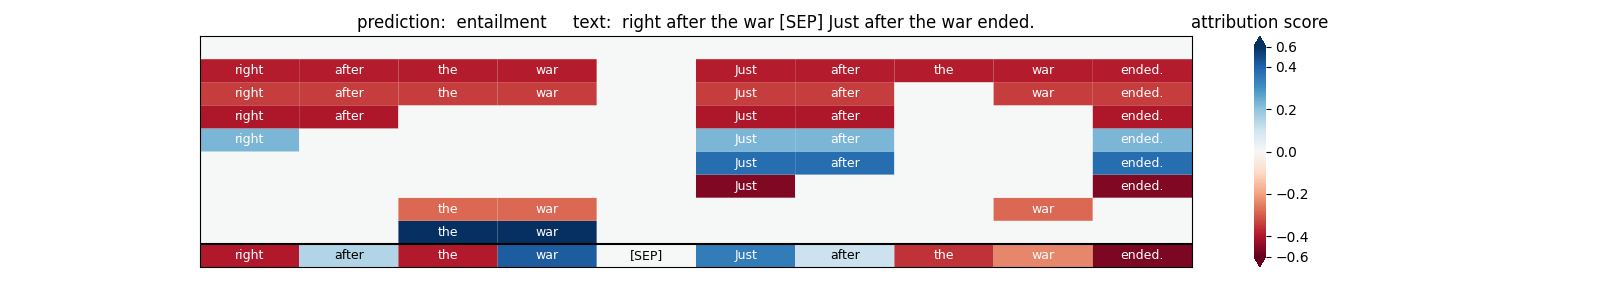 prediction:  entailment     text:  right after the war [SEP] Just after the war ended.
attribution score
right after the war Just after the war ended.
right after the war Just after war ended.
right after Just after ended.
right Just after ended.
Just after ended.
Just ended.
the war war
the war
right after the war [SEP] Just after the war ended.
0.6
0.4
0.2
0.0
−0.2
−0.4
−0.6